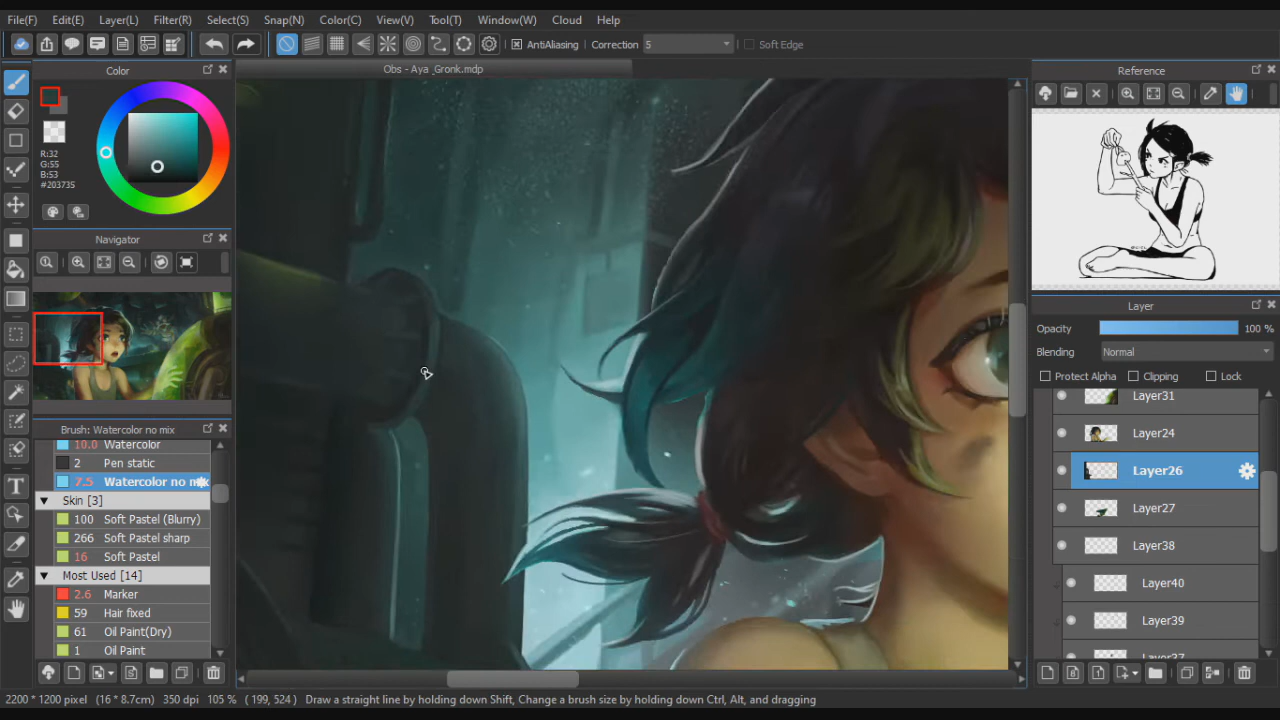 File(F) Edit(E) Layer(L) Filter(R) Select(S) Snap(N) Color(C) View(V) Tool(T) Window(W) Cloud Help
AntiAliasing Correction 5 Soft Edge
Color
Obs - Aya_Gronk.mdp
Reference
R:32
G:55
B:53
#203735
Navigator
Layer
Opacity 100 %
Blending Normal
Protect Alpha Clipping Lock
Layer31
Layer24
Layer26
Layer27
Layer38
Layer40
Layer39
Brush: Watercolor no mix
10.0 Watercolor
2 Pen static
7.5 Watercolor no mix
Skin [3]
100 Soft Pastel (Blurry)
266 Soft Pastel sharp
16 Soft Pastel
Most Used [14]
2.6 Marker
59 Hair fixed
61 Oil Paint(Dry)
1 Oil Paint
2200 * 1200 pixel (16 * 8.7cm) 350 dpi 105 % ( 199, 524 ) Draw a straight line by holding down Shift, Change a brush size by holding down Ctrl, Alt, and dragging